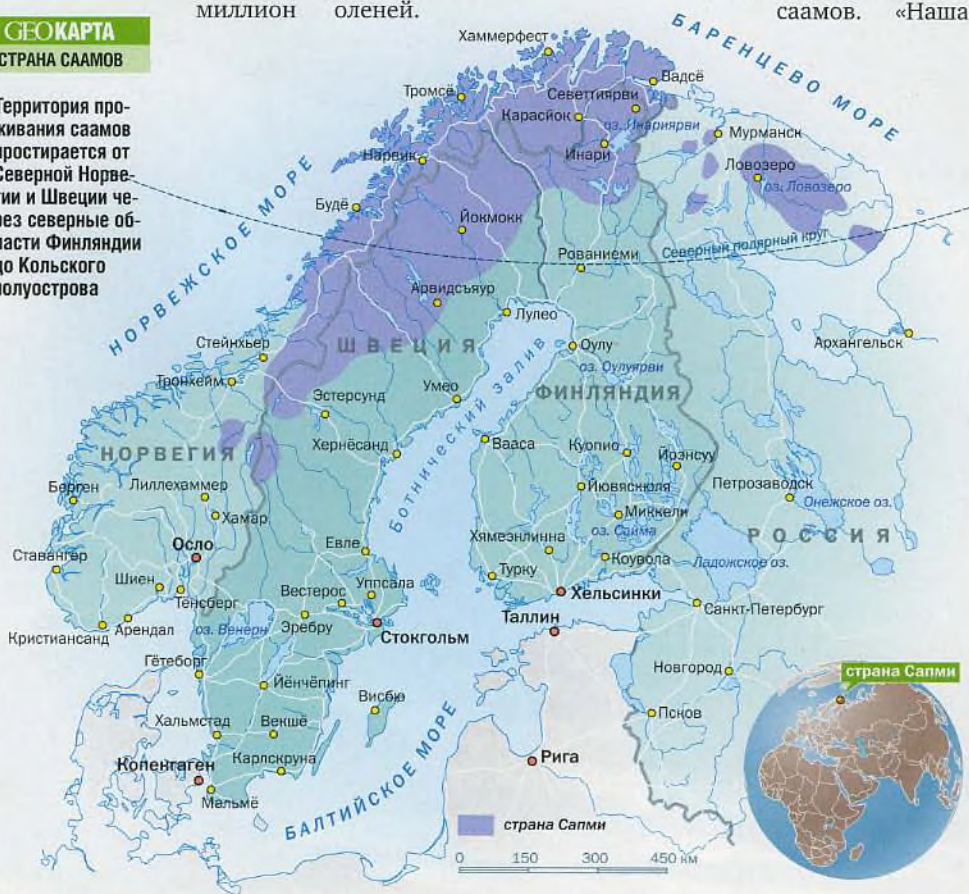 миллион оленей.
саамов. «Наша
GEO КАРТА
СТРАНА СААМОВ
Территория про-
живания саамов
простирается от
Северной Норве-
гии и Швеции че-
рез северные об-
ласти Финляндии
до Кольского
полуострова
БАРЕНЦЕВО МОРЕ
Хаммерфест
Вадсё
Тромсё
Севеттиярви
Карасйок
оз. Инариярви
Мурманск
Инари
Нарвик
Ловозеро
оз. Ловозеро
НОРВЕЖСКОЕ МОРЕ
Будё
Йокмокк
Северный полярный круг
Рованиеми
Арвидсъяур
Лулео
Архангельск
Стейнхьер
ШВЕЦИЯ
Оулу
оз. Оулуярви
Тронхейм
Умео
ФИНЛЯНДИЯ
Эстерсунд
Ботнический залив
Хернёсанд
Вааса
Куопио
Йоэнсуу
НОРВЕГИЯ
Берген
Лиллехаммер
Ювяскюля
Петрозаводск
Онежское оз.
Хамар
Миккели
оз. Сайма
РОССИЯ
Осло
Евле
Хямеэнлинна
Коувола
Ладожское оз.
Ставангер
Шиен
Тёнсберг
Вестерос
Уппсала
Турку
Хельсинки
Санкт-Петербург
Кристиансанд
Арендал
оз. Венерн
Эребру
Стокгольм
Таллин
Гётеборг
Йёнчёпинг
Висбю
Новгород
страна Сапми
Псков
Хальмстад
Векшё
Карлскруна
Рига
Копенгаген
Мальмё
БАЛТИЙСКОЕ МОРЕ
страна Сапми
0 150 300 450 км